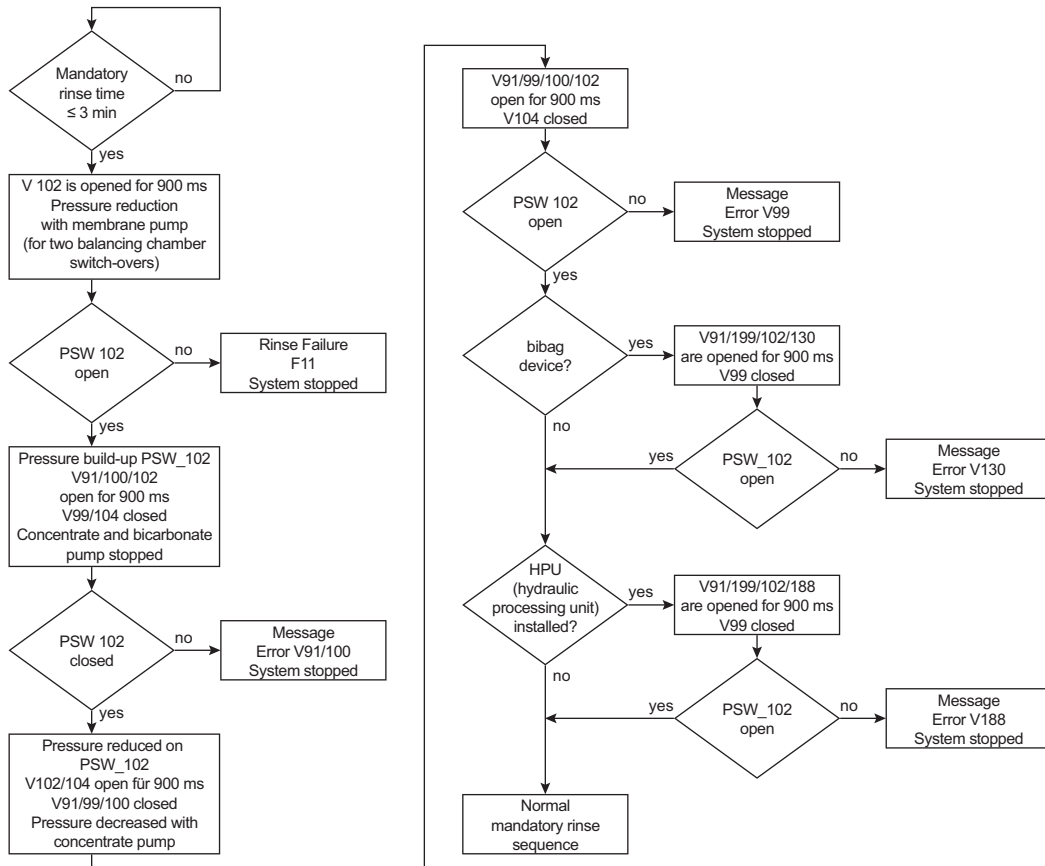 Mandatory
rinse time
≤ 3 min
no
yes
V 102 is opened for 900 ms
Pressure reduction
with membrane pump
(for two balancing chamber
switch-overs)
PSW 102
open
no
Rinse Failure
F11
System stopped
yes
Pressure build-up PSW_102
V91/100/102
open for 900 ms
V99/104 closed
Concentrate and bicarbonate
pump stopped
PSW 102
closed
no
Message
Error V91/100
System stopped
yes
Pressure reduced on
PSW_102
V102/104 open für 900 ms
V91/99/100 closed
Pressure decreased with
concentrate pump
V91/99/100/102
open for 900 ms
V104 closed
PSW 102
open
no
Message
Error V99
System stopped
yes
bibag
device?
yes
V91/199/102/130
are opened for 900 ms
V99 closed
no
yes
PSW_102
open
no
Message
Error V130
System stopped
HPU
(hydraulic
processing unit)
installed?
yes
V91/199/102/188
are opened for 900 ms
V99 closed
no
yes
PSW_102
open
no
Message
Error V188
System stopped
Normal
mandatory rinse
sequence